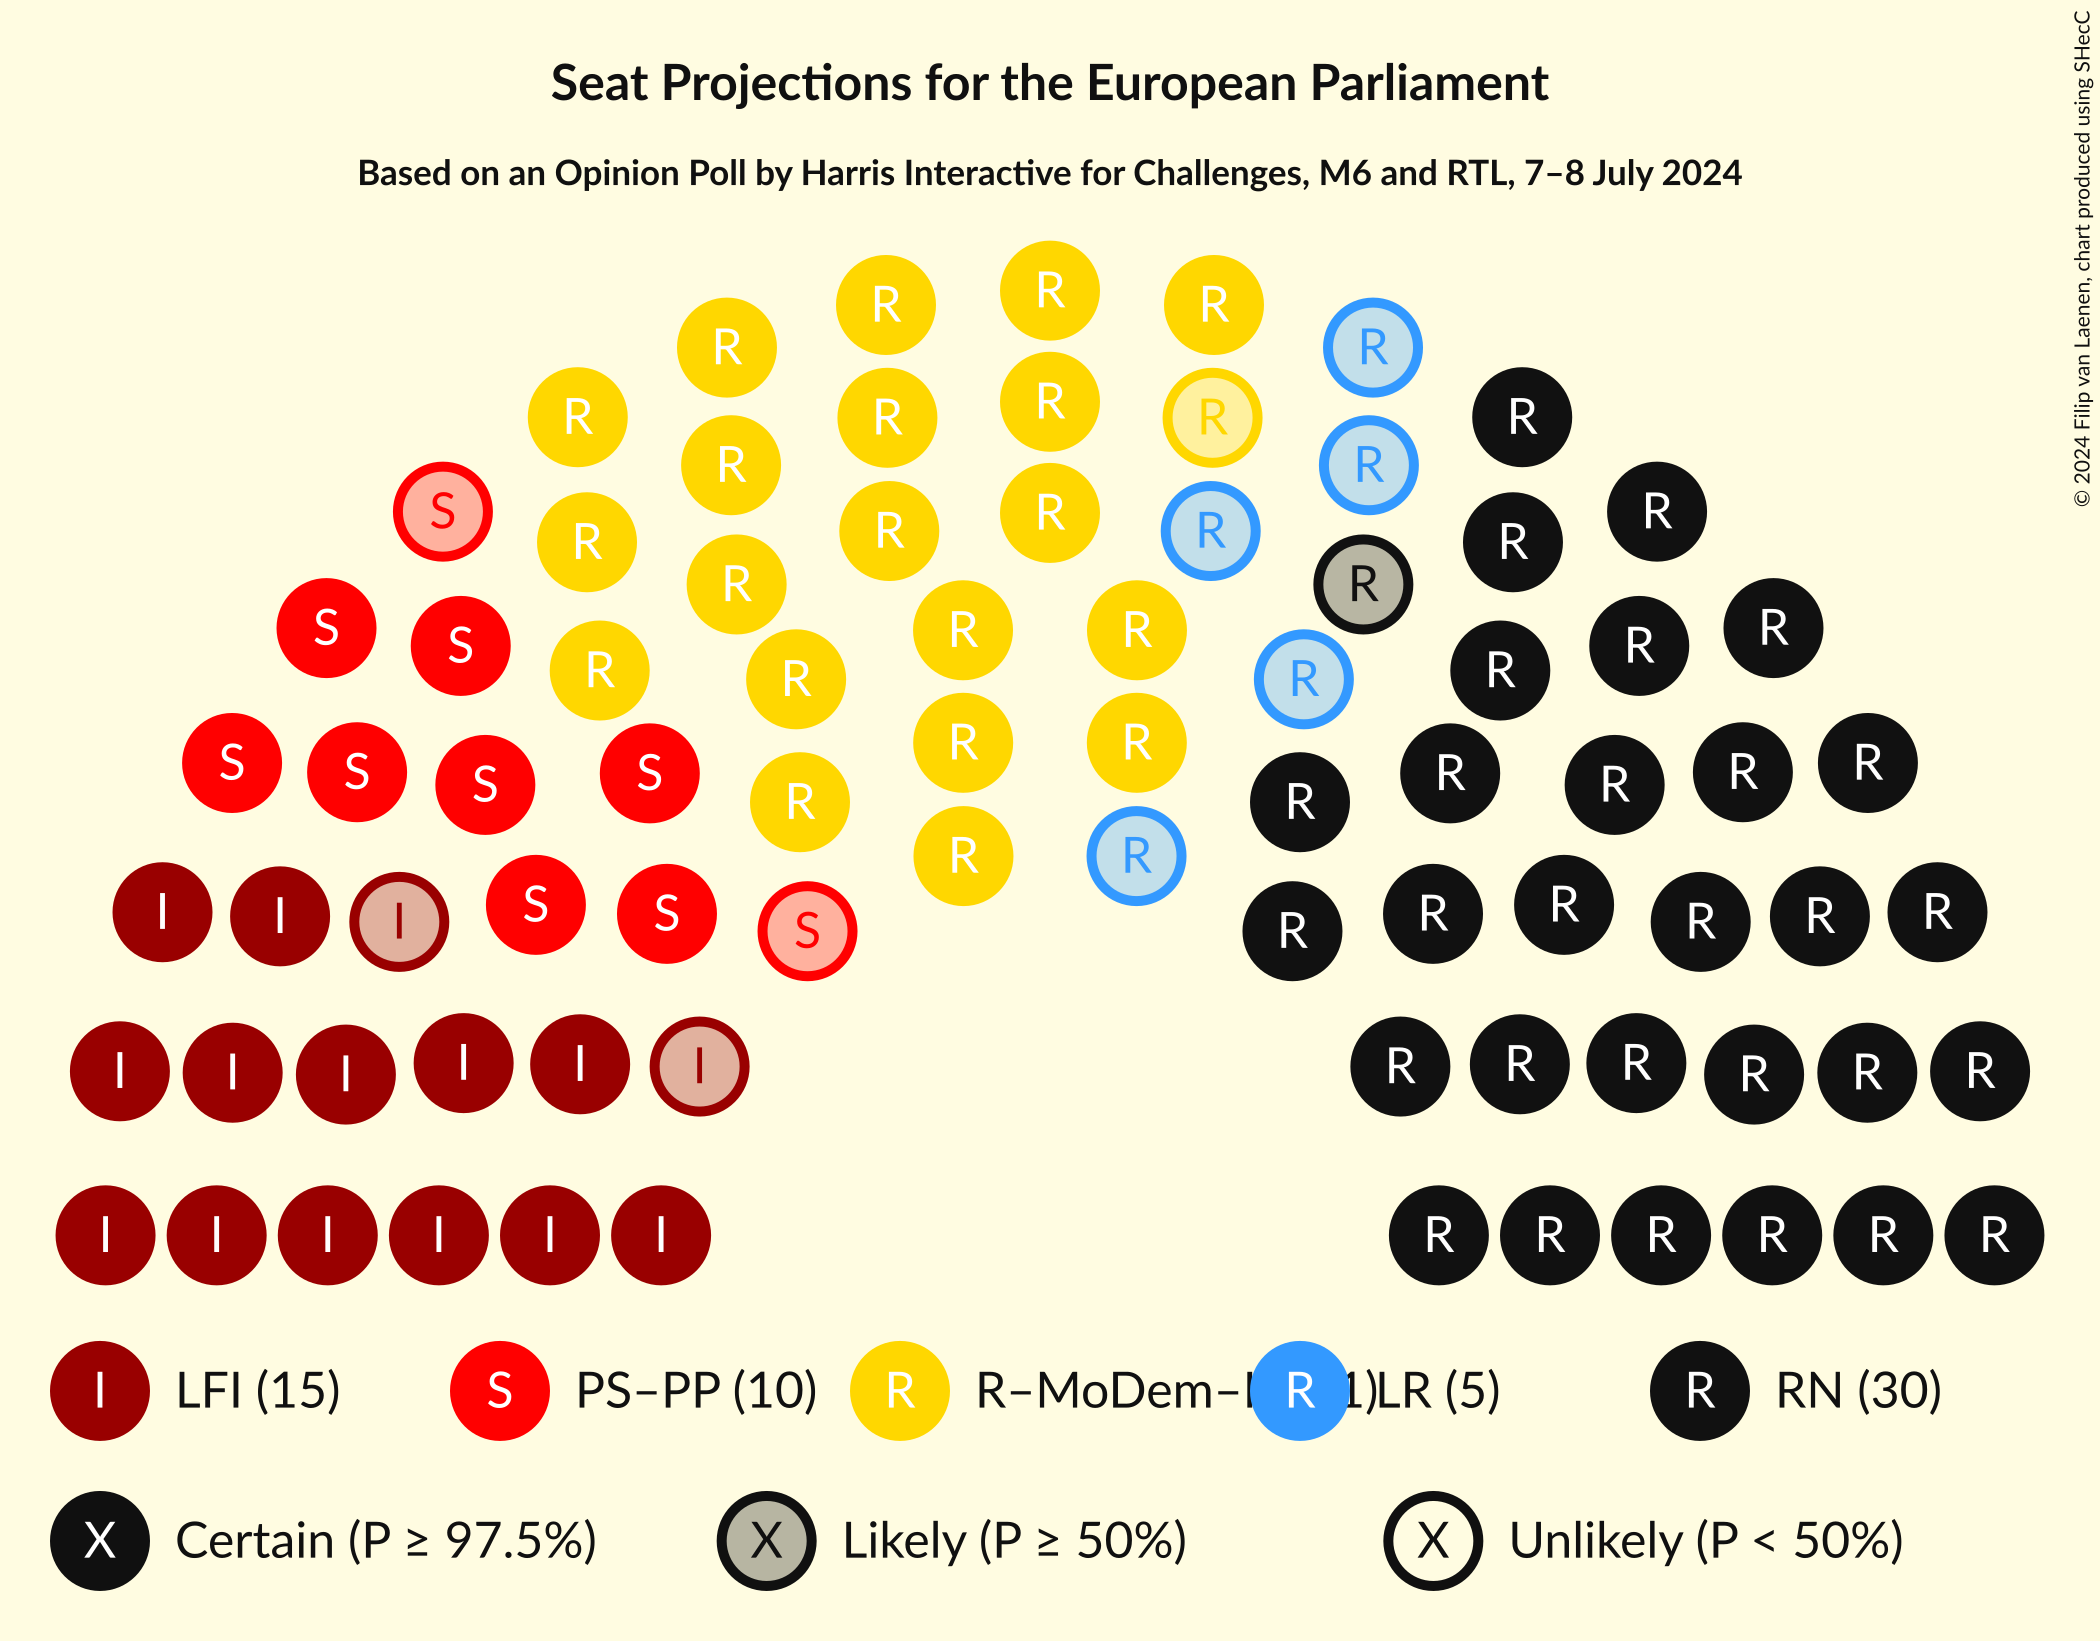 Seat Projections for the European Parliament
Based on an Opinion Poll by Harris Interactive for Challenges, M6 and RTL, 7–8 July 2024
© 2024 Filip van Laenen, chart produced using SHecC
R
R R
R R
R R R R
R R
R R
S R R R R
R R
S R R R
S R R R
R R
S S S S R R
R R R R
R
S S R R
R R
I I I S S S R R R R R R
I I I I I I R R R R R R
I I I I I I R R R R R R
I LFI (15) S PS–PP (10) R R–MoDem– 1) R LR (5) R RN (30)
X Certain (P ≥ 97.5%) X Likely (P ≥ 50%) X Unlikely (P < 50%)